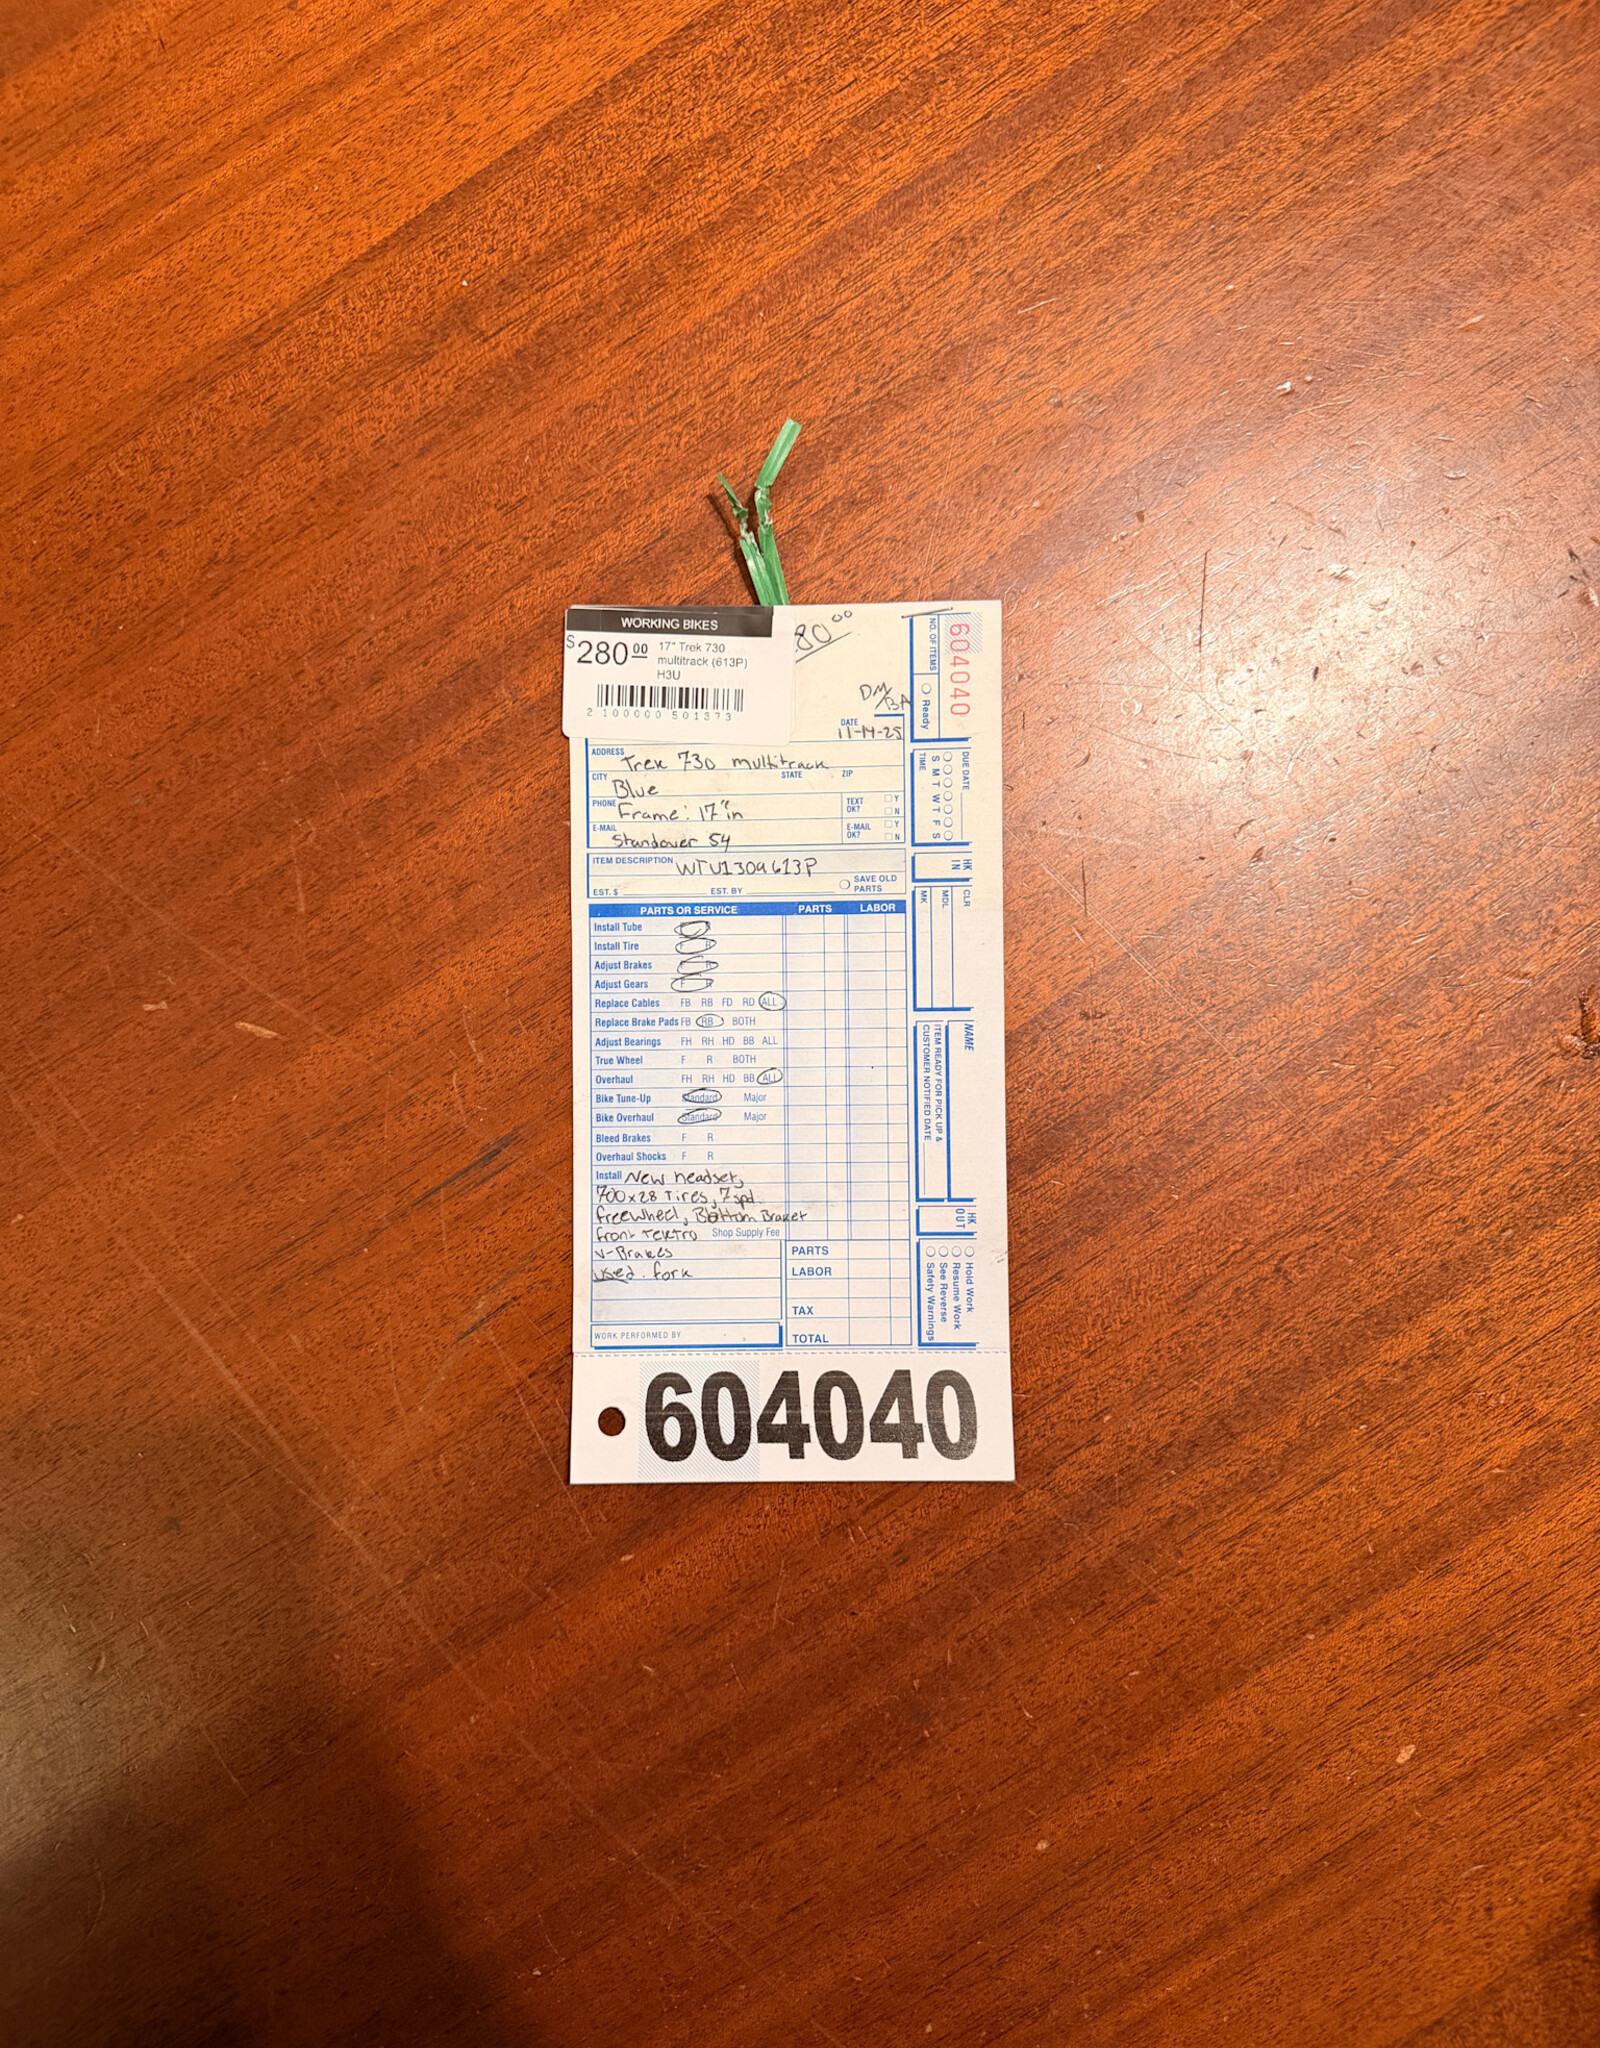 WORKING BIKES
$280.00 17" Trek 730
multitrack (613P)
H3U
2 100000 501373
80.00
DM/BA
DATE
11-14-25
ADDRESS Trek 730 multitrack
CITY Blue STATE ZIP
PHONE Frame: 17" in TEXT OK? Y N
E-MAIL Standover 54 E-MAIL OK? Y N
ITEM DESCRIPTION WTU1309613P
EST. $ EST. BY SAVE OLD PARTS
PARTS OR SERVICE PARTS LABOR
Install Tube
Install Tire F R
Adjust Brakes F R
Adjust Gears F R
Replace Cables FB RB FD RD ALL
Replace Brake Pads FB RB BOTH
Adjust Bearings FH RH HD BB ALL
True Wheel F R BOTH
Overhaul FH RH HD BB ALL
Bike Tune-Up Standard Major
Bike Overhaul Standard Major
Bleed Brakes F R
Overhaul Shocks F R
Install New headset,
700x28 Tires, 7 spd
freewheel, Bottom Braket
front Tektro Shop Supply Fee
V-Brakes
used fork
PARTS
LABOR
TAX
WORK PERFORMED BY
TOTAL
604040
NO. OF ITEMS Ready
DUE DATE
S M T W T F S
TIME
HK IN
CLR
MDL
MK
NAME
ITEM READY FOR PICK UP &
CUSTOMER NOTIFIED DATE
HK OUT
Hold Work
Resume Work
See Reverse
Safety Warnings
604040